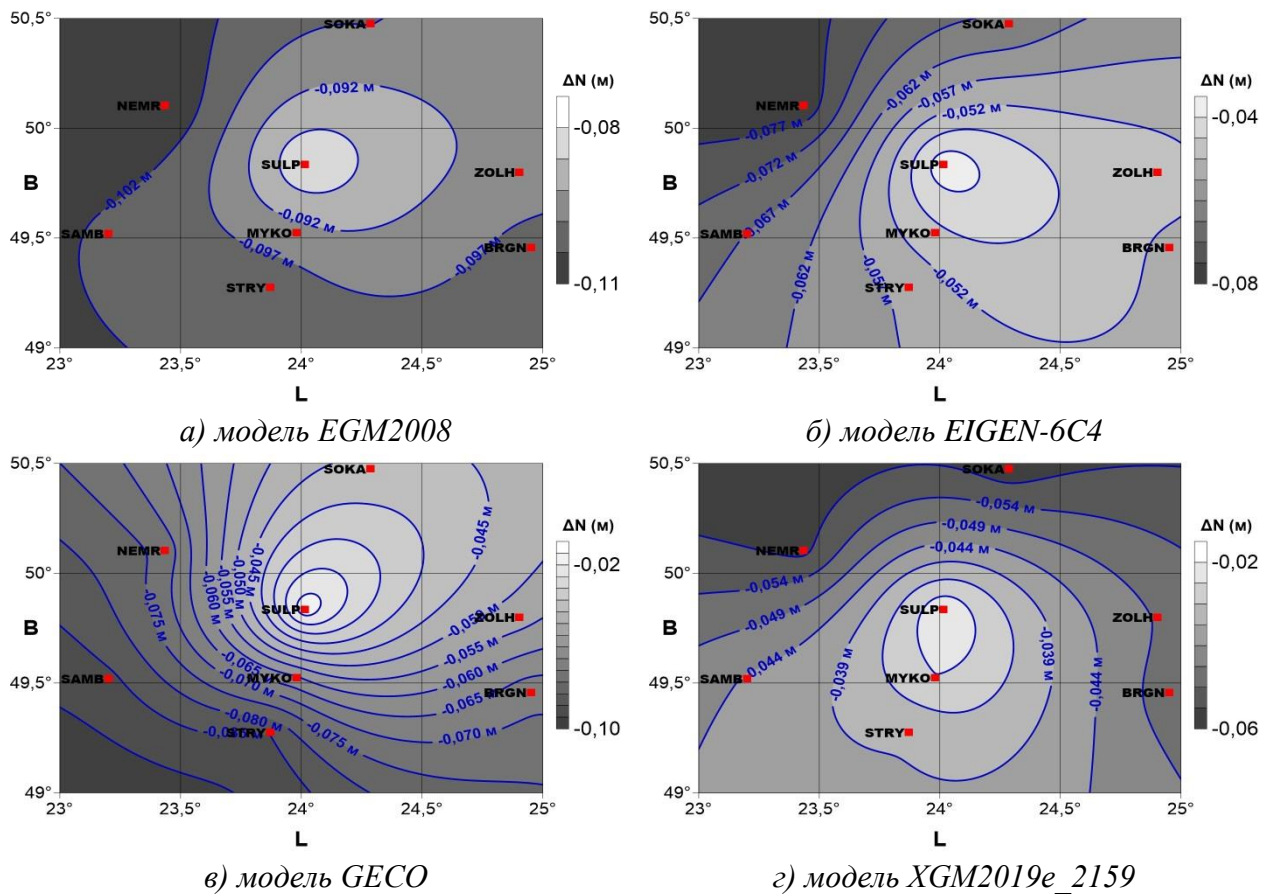 50,5°
SOKA
-0,092 м
NEMR
50°
SULP
ZOLH
B
-0,102 м
-0,092 м
SAMB
49,5°
MYKO
-0,097 м
-0,097 м
BRGN
STRY
49°
23°
23,5°
24°
24,5°
25°
L
ΔN (м)
-0,08
-0,11
а) модель EGM2008
50,5°
SOKA
-0,062 м
-0,057 м
-0,052 м
NEMR
50°
-0,077 м
-0,072 м
SULP
ZOLH
B
-0,067 м
SAMB
49,5°
MYKO
BRGN
-0,062 м
-0,052 м
STRY
49°
23°
23,5°
24°
24,5°
25°
L
ΔN (м)
-0,04
-0,08
б) модель EIGEN-6C4
50,5°
SOKA
-0,045 м
NEMR
50°
-0,045 м
-0,050 м
-0,055 м
-0,060 м
-0,075 м
SULP
ZOLH
B
-0,055 м
-0,060 м
-0,065 м
-0,070 м
SAMB
49,5°
-0,065
MYKO
-0,070 м
BRGN
-0,080 м
-0,075 м
STRY
49°
23°
23,5°
24°
24,5°
25°
L
ΔN (м)
-0,02
-0,10
в) модель GECO
50,5°
SOKA
-0,054 м
-0,049 м
-0,044 м
NEMR
50°
-0,054 м
-0,049 м
-0,044 м
SULP
ZOLH
B
-0,039 м
-0,039 м
-0,044 м
SAMB
49,5°
MYKO
BRGN
STRY
49°
23°
23,5°
24°
24,5°
25°
L
ΔN (м)
-0,02
-0,06
г) модель XGM2019e_2159